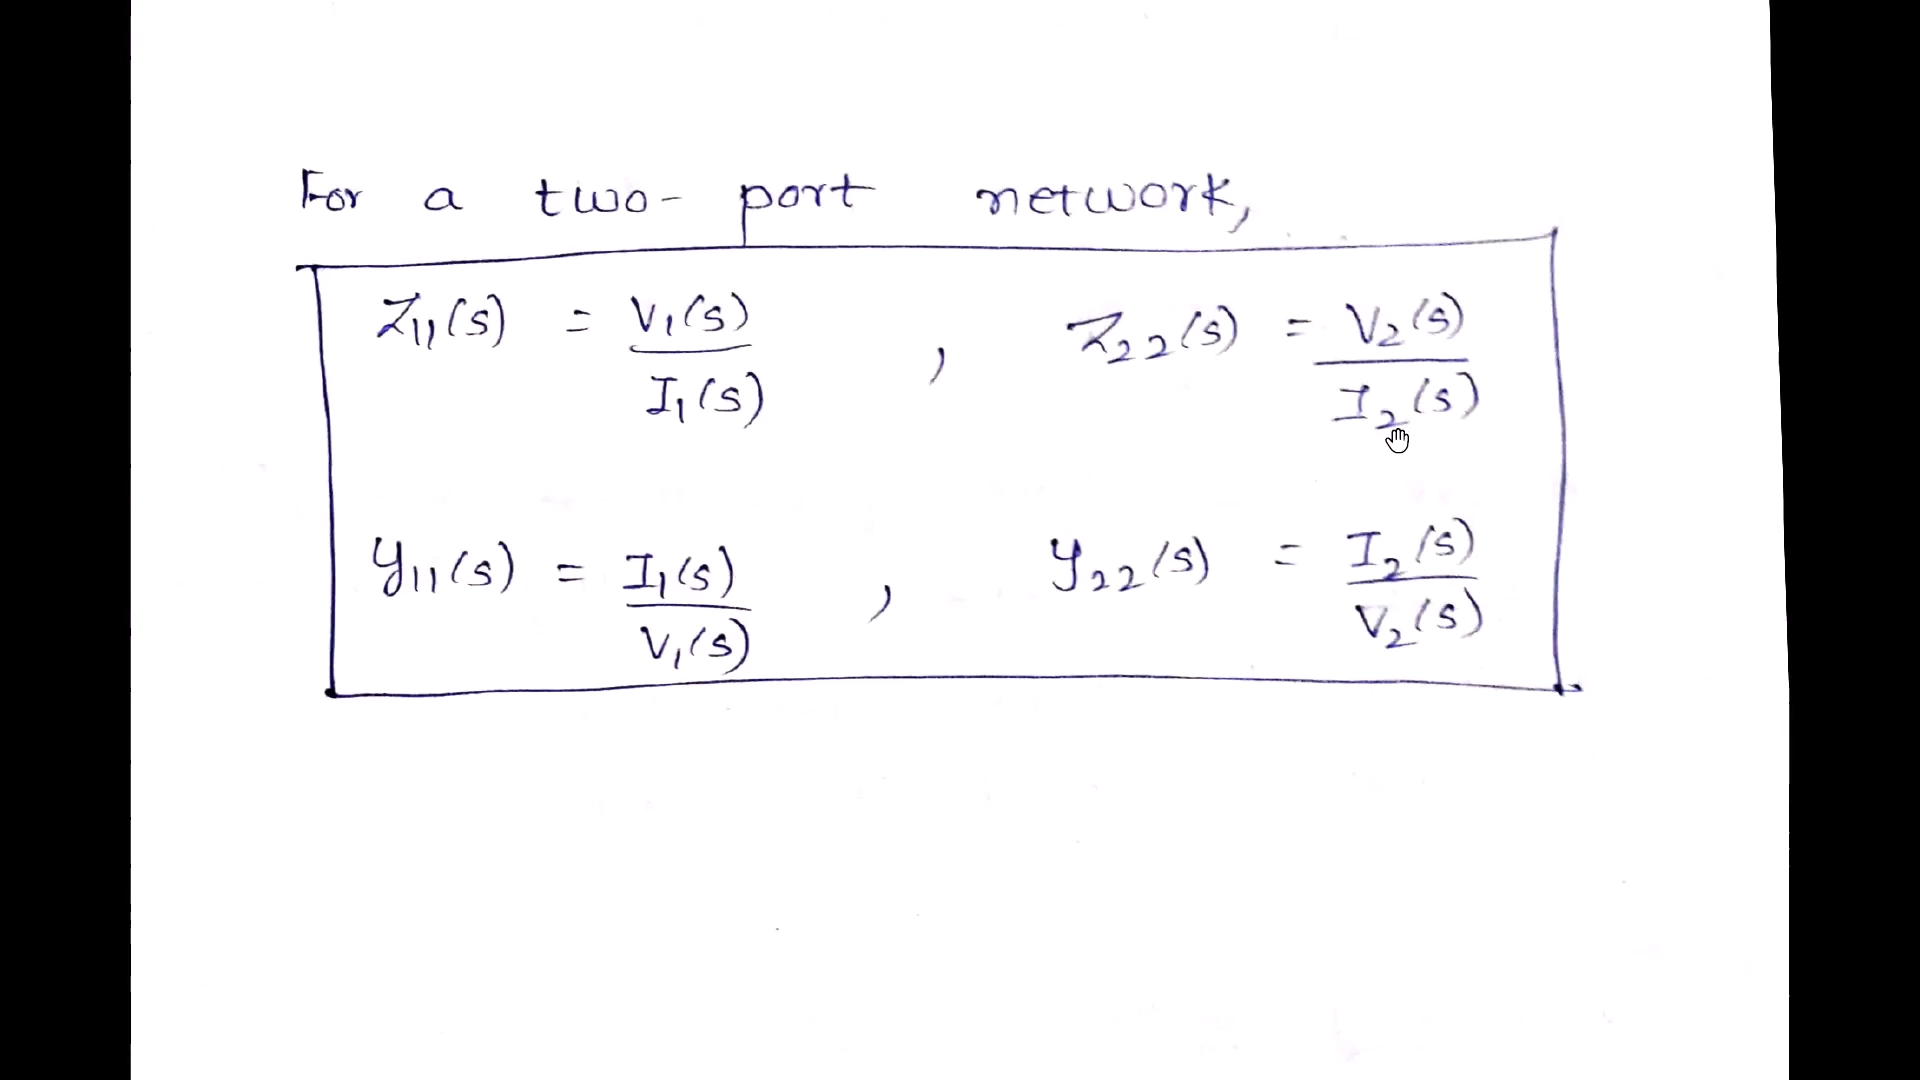 For a two-port network,
Z11(s) = V1(s)/I1(s) , Z22(s) = V2(s)/I2(s)
Y11(s) = I1(s)/V1(s) , Y22(s) = I2(s)/V2(s)